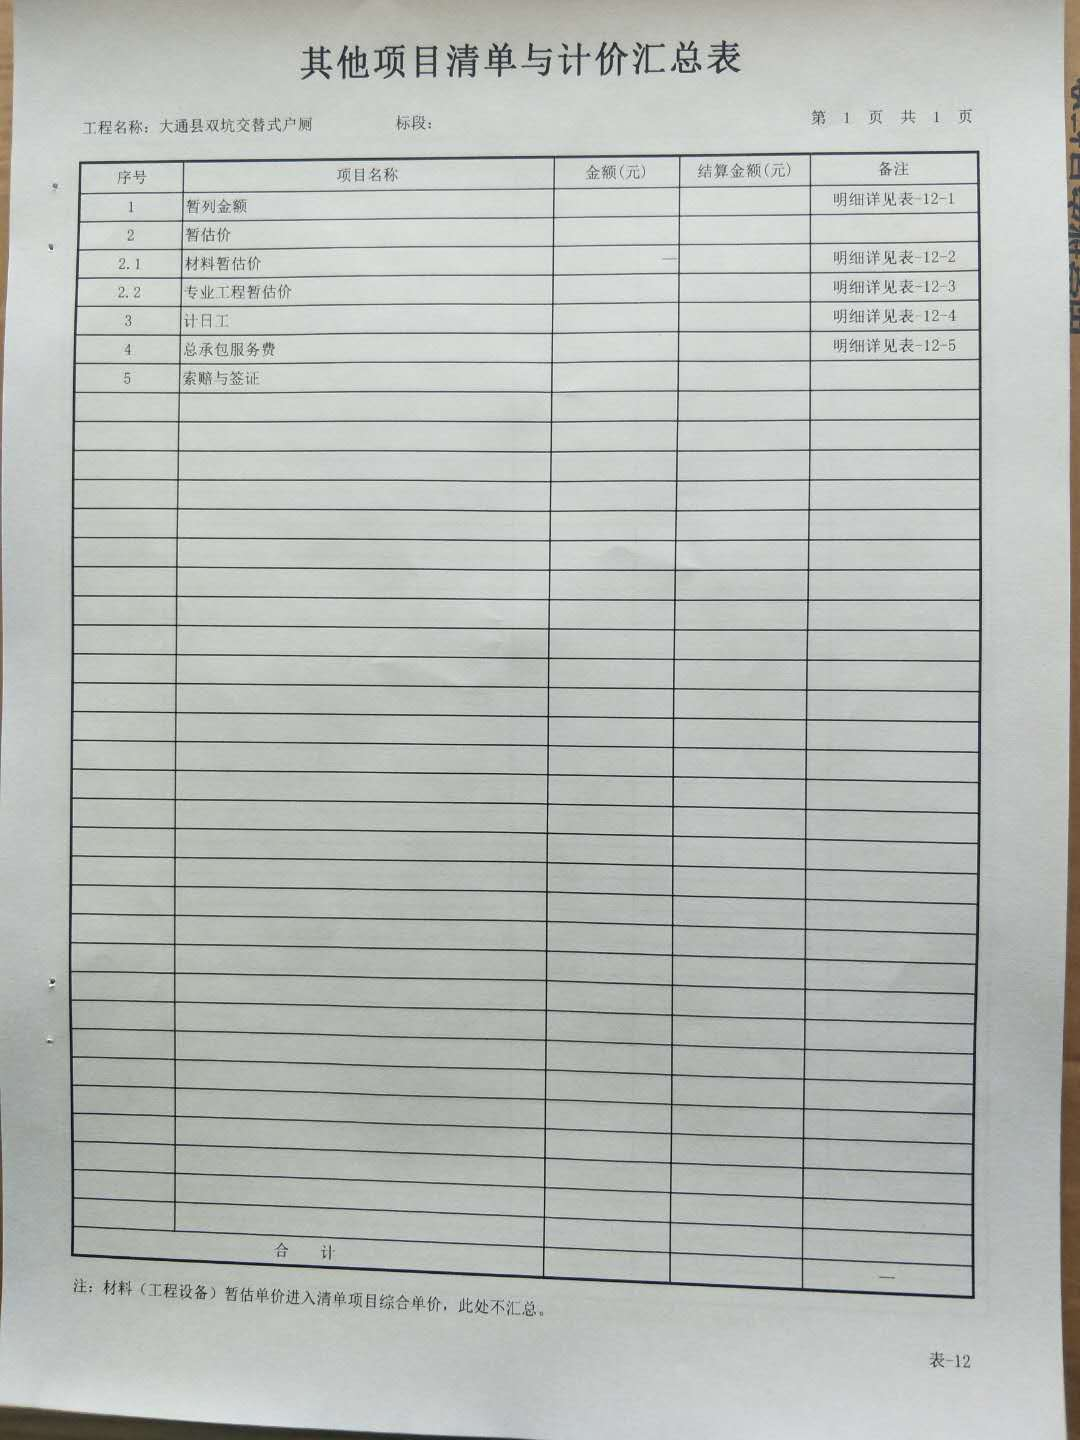 其他项目清单与计价汇总表
工程名称：大通县双坑交替式户厕 标段： 第 1 页 共 1 页
序号 项目名称 金额(元) 结算金额(元) 备注
1 暂列金额 明细详见表-12-1
2 暂估价
2.1 材料暂估价 — 明细详见表-12-2
2.2 专业工程暂估价 明细详见表-12-3
3 计日工 明细详见表-12-4
4 总承包服务费 明细详见表-12-5
5 索赔与签证
合 计 —
注：材料（工程设备）暂估单价进入清单项目综合单价，此处不汇总。
表-12